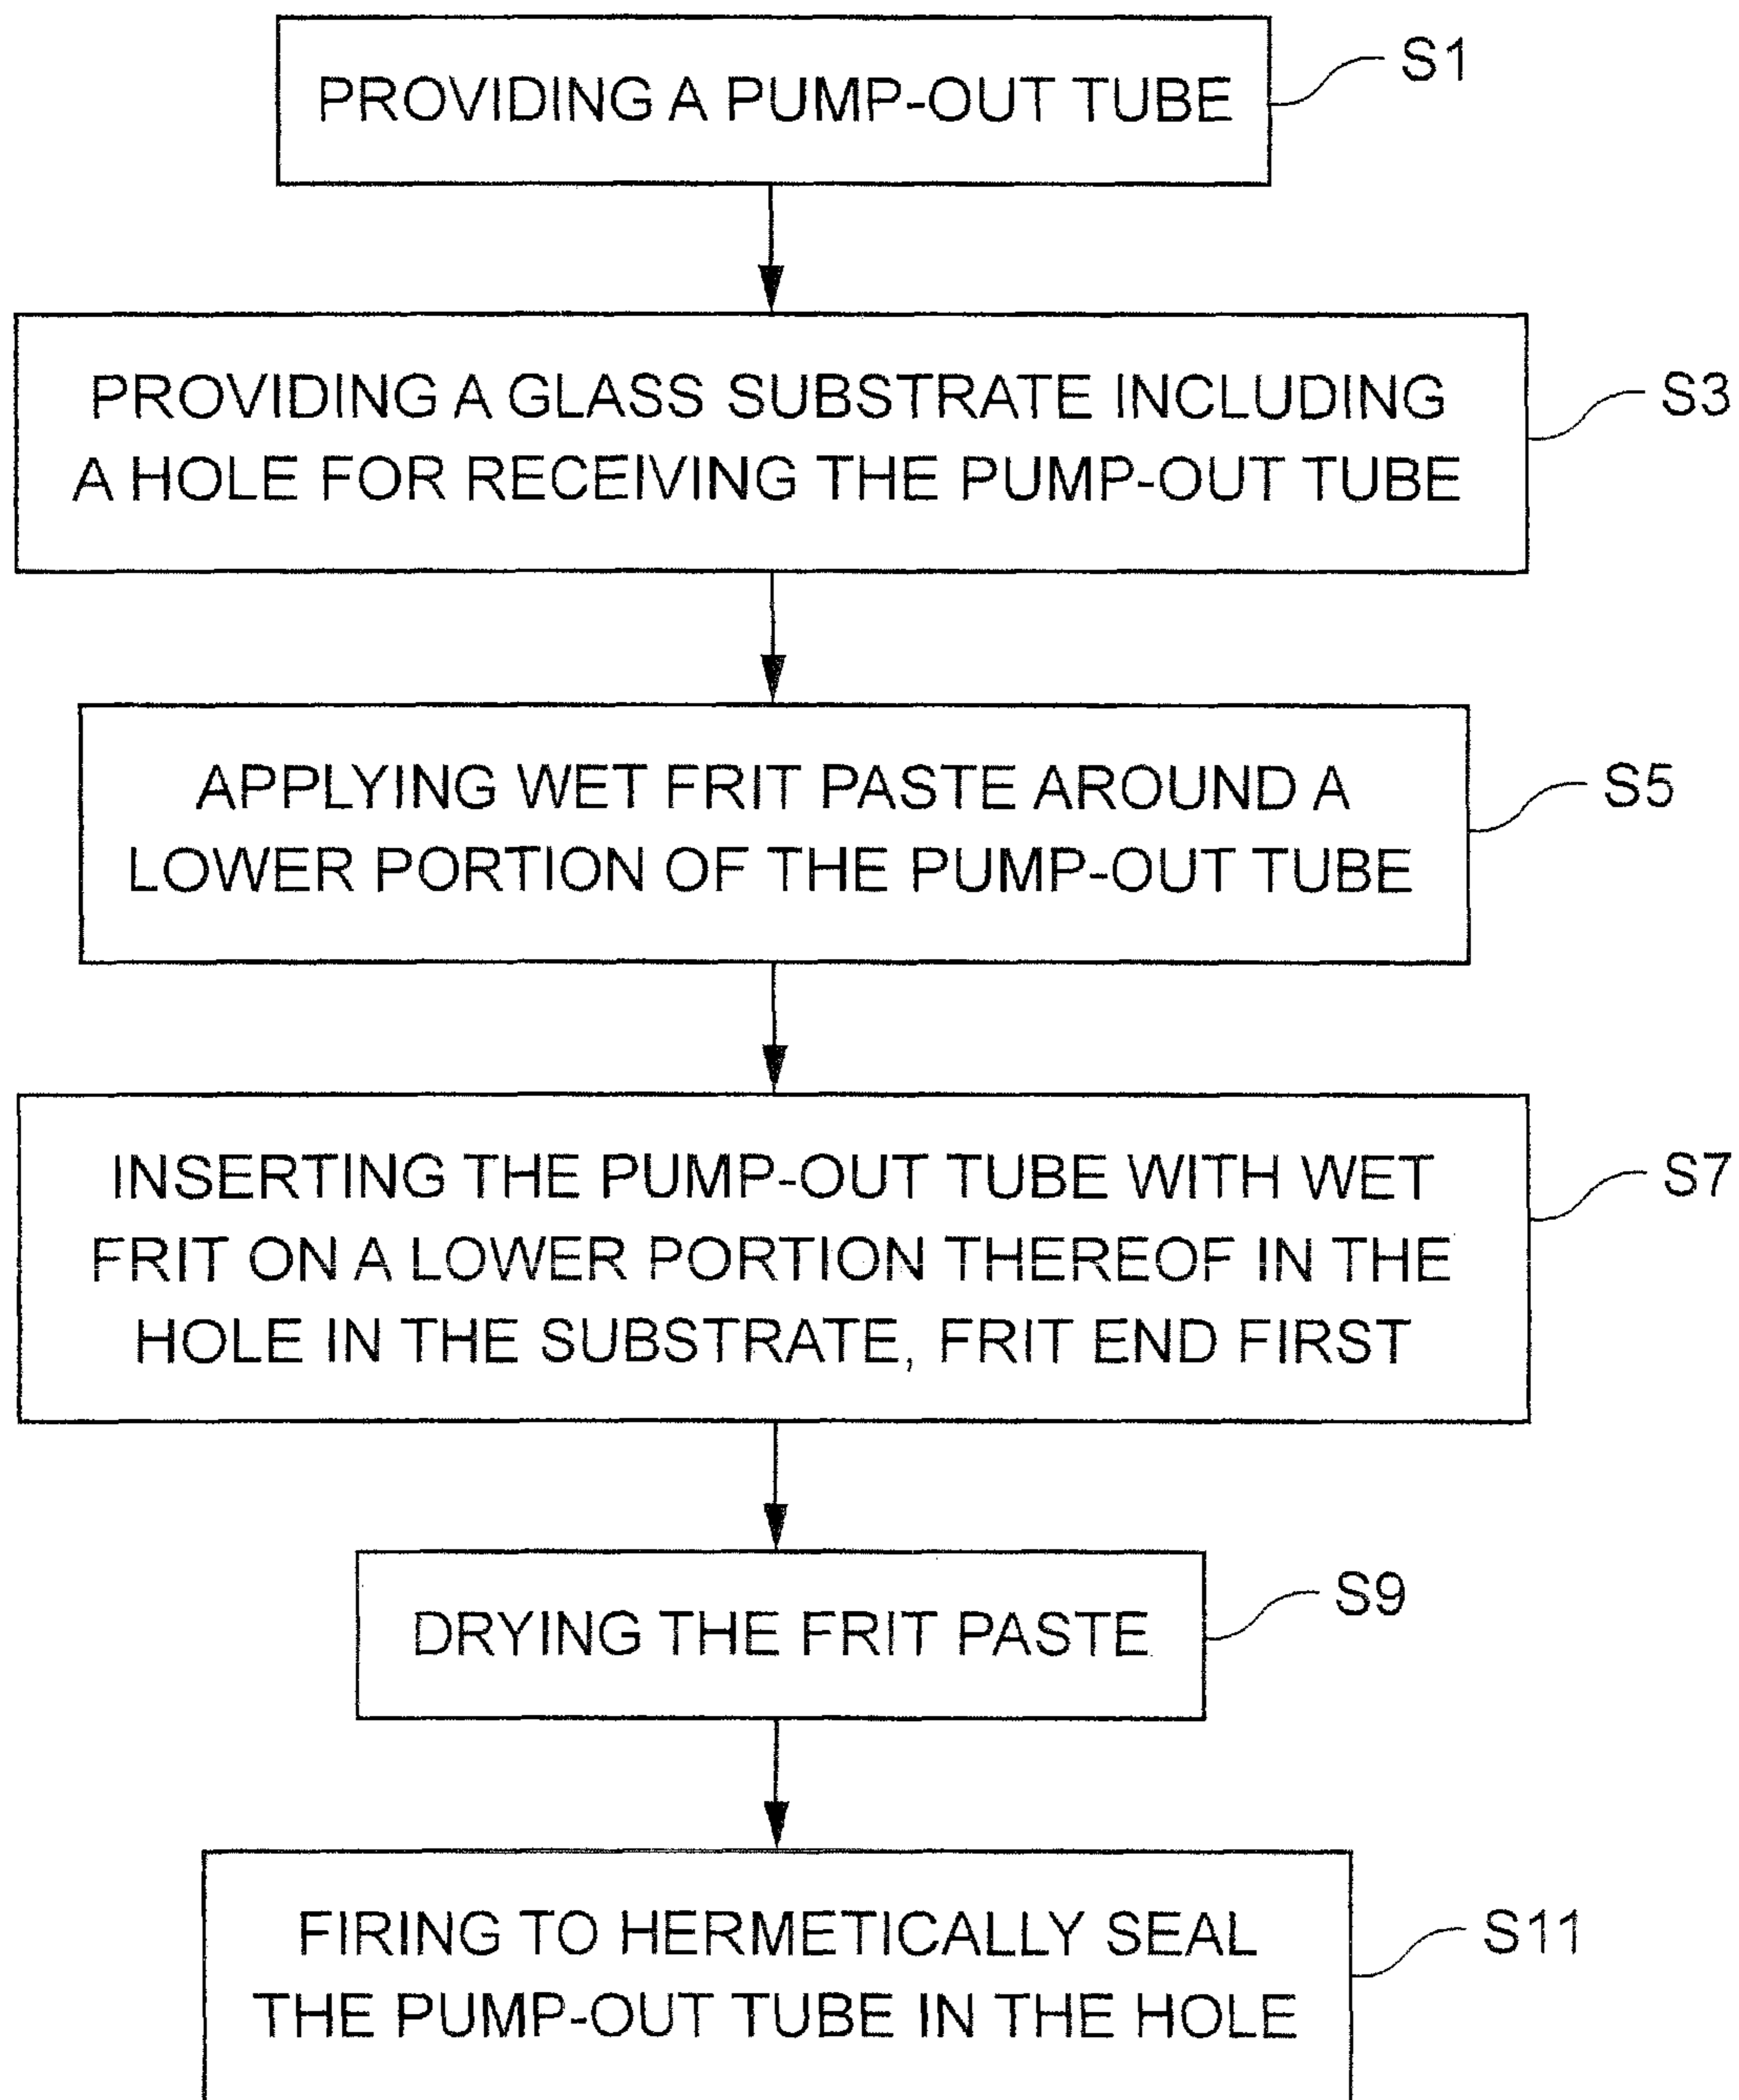 PROVIDING A PUMP-OUT TUBE
S1
PROVIDING A GLASS SUBSTRATE INCLUDING
A HOLE FOR RECEIVING THE PUMP-OUT TUBE
S3
APPLYING WET FRIT PASTE AROUND A
LOWER PORTION OF THE PUMP-OUT TUBE
S5
INSERTING THE PUMP-OUT TUBE WITH WET
FRIT ON A LOWER PORTION THEREOF IN THE
HOLE IN THE SUBSTRATE, FRIT END FIRST
S7
DRYING THE FRIT PASTE
S9
FIRING TO HERMETICALLY SEAL
THE PUMP-OUT TUBE IN THE HOLE
S11